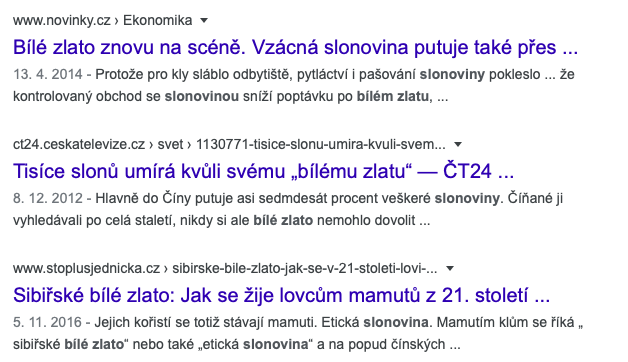 www.novinky.cz › Ekonomika
Bílé zlato znovu na scéně. Vzácná slonovina putuje také přes ...
13. 4. 2014 - Protože pro kly sláblo odbytiště, pytláctví i pašování slonoviny pokleslo ... že
kontrolovaný obchod se slonovinou sníží poptávku po bílém zlatu, ...
ct24.ceskatelevize.cz › svet › 1130771-tisice-slonu-umira-kvuli-svem...
Tisíce slonů umírá kvůli svému „bílému zlatu“ — ČT24 ...
8. 12. 2012 - Hlavně do Číny putuje asi sedmdesát procent veškeré slonoviny. Číňané ji
vyhledávali po celá staletí, nikdy si ale bílé zlato nemohlo dovolit ...
www.stoplusjednicka.cz › sibirske-bile-zlato-jak-se-v-21-stoleti-lovi-...
Sibiřské bílé zlato: Jak se žije lovcům mamutů z 21. století ...
5. 11. 2016 - Jejich kořistí se totiž stávají mamuti. Etická slonovina. Mamutím klům se říká „
sibiřské bílé zlato“ nebo také „etická slonovina“ a na popud čínských ...